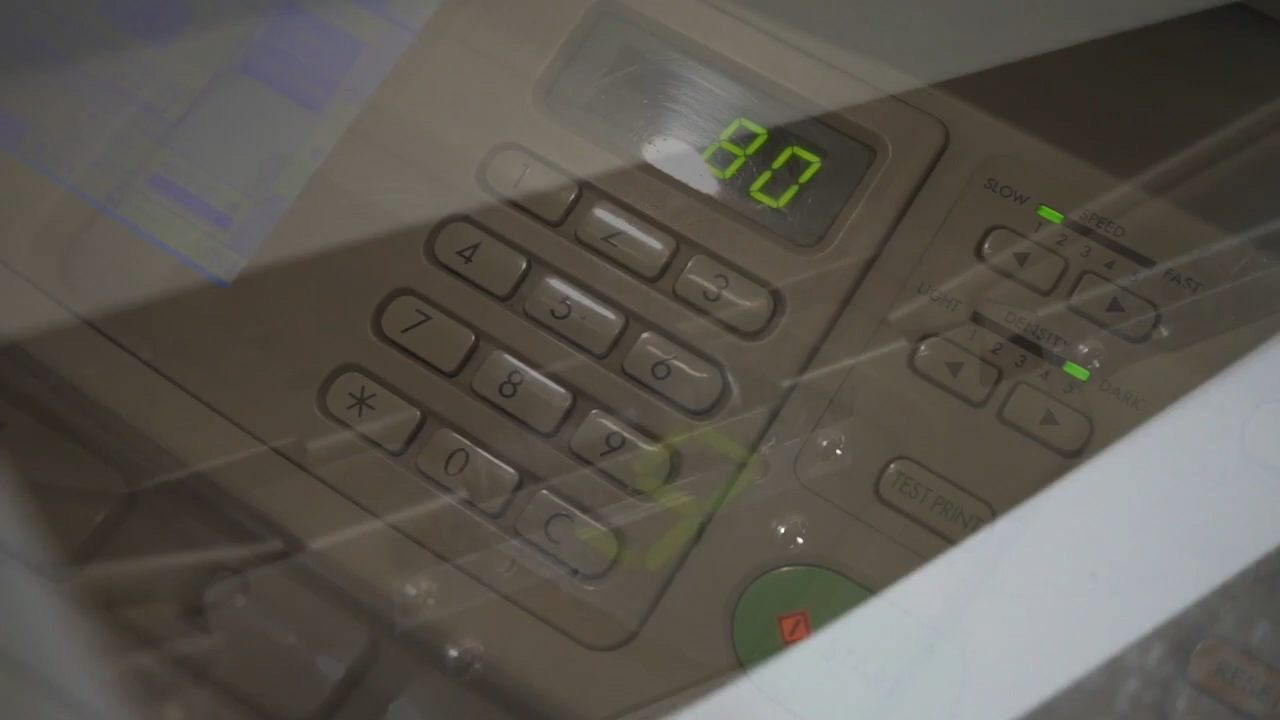 80
1 2 3
4 5 6
7 8 9
* 0 C
SLOW SPEED FAST
1 2 3 4 5
LIGHT DENSITY DARK
1 2 3 4 5
TEST PRINT